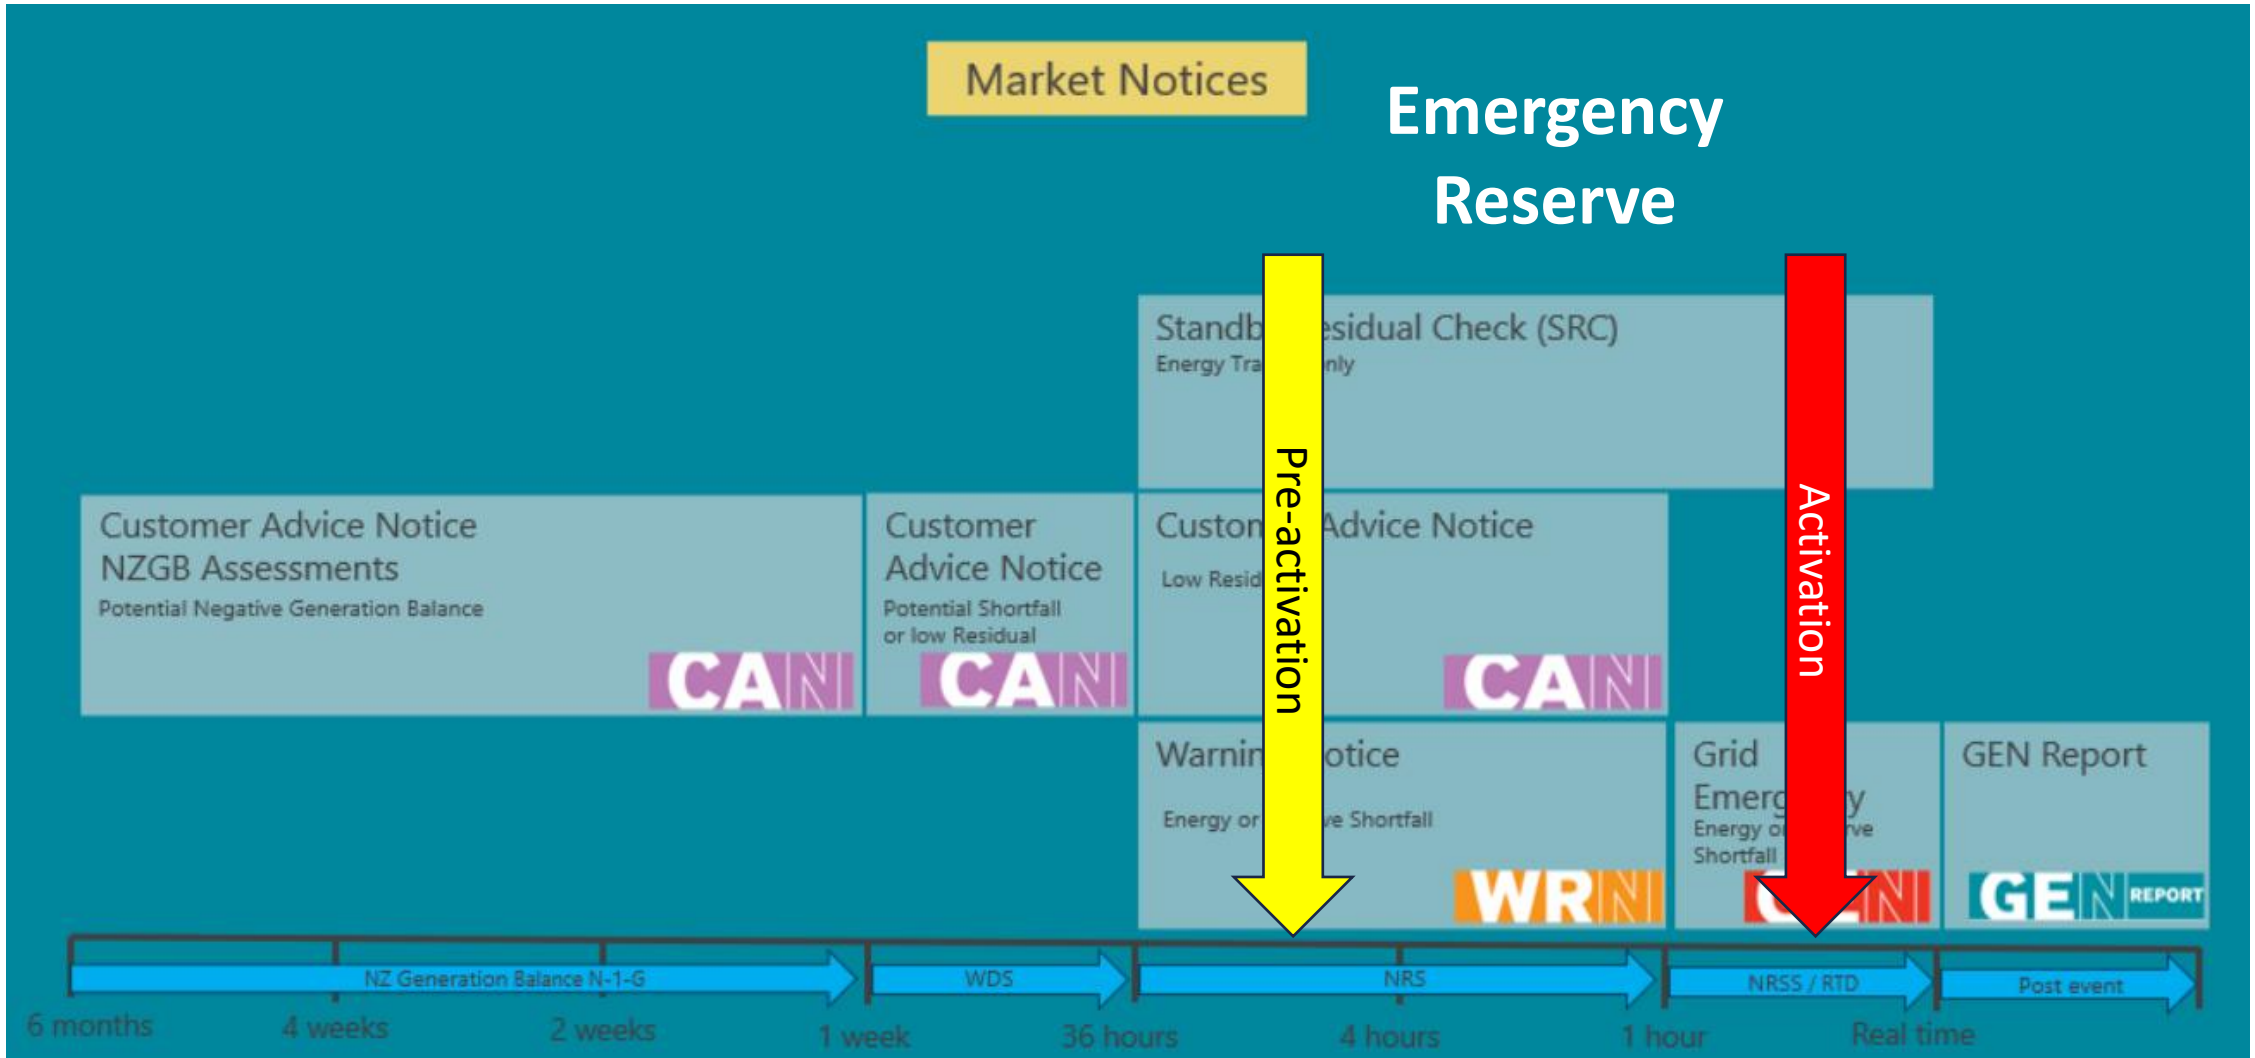 Market Notices
Emergency
Reserve
Standb esidual Check (SRC)
Energy Tra nly
Pre-activation
Activation
Customer Advice Notice
NZGB Assessments
Potential Negative Generation Balance
CAN
Customer
Advice Notice
Potential Shortfall
or low Residual
CAN
Custon Advice Notice
Low Resid
CAN
Warnin otice
Energy or ve Shortfall
WRN
Grid
Emerg y
Energy o rve
Shortfall
GEN Report
GEN REPORT
NZ Generation Balance N-1-G
WDS
NRS
NRSS / RTD
Post event
6 months
4 weeks
2 weeks
1 week
36 hours
4 hours
1 hour
Real time